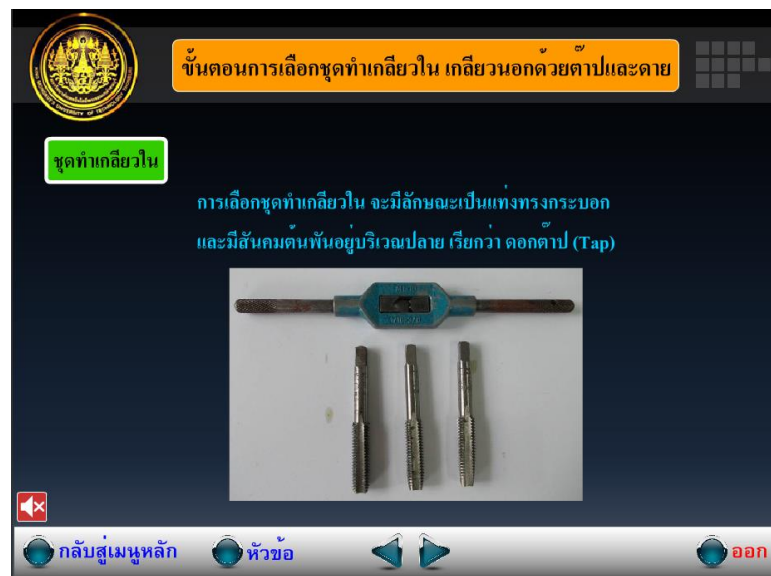 ขั้นตอนการเลือกชุดทำเกลียวใน เกลียวนอกด้วยต๊าปและดาย
ชุดทำเกลียวใน
การเลือกชุดทำเกลียวใน จะมีลักษณะเป็นแท่งทรงกระบอก
และมีสันคมต้นพันอยู่บริเวณปลาย เรียกว่า ดอกต๊าป (Tap)
กลับสู่เมนูหลัก
หัวข้อ
ออก